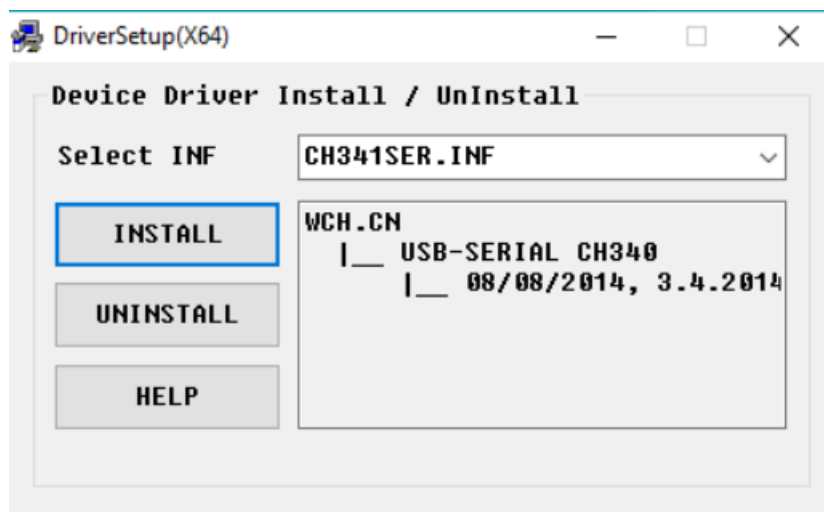 DriverSetup(X64)
Device Driver Install / UnInstall
Select INF
CH341SER.INF
INSTALL
UNINSTALL
HELP
WCH.CN
|__ USB-SERIAL CH340
|__ 08/08/2014, 3.4.2014